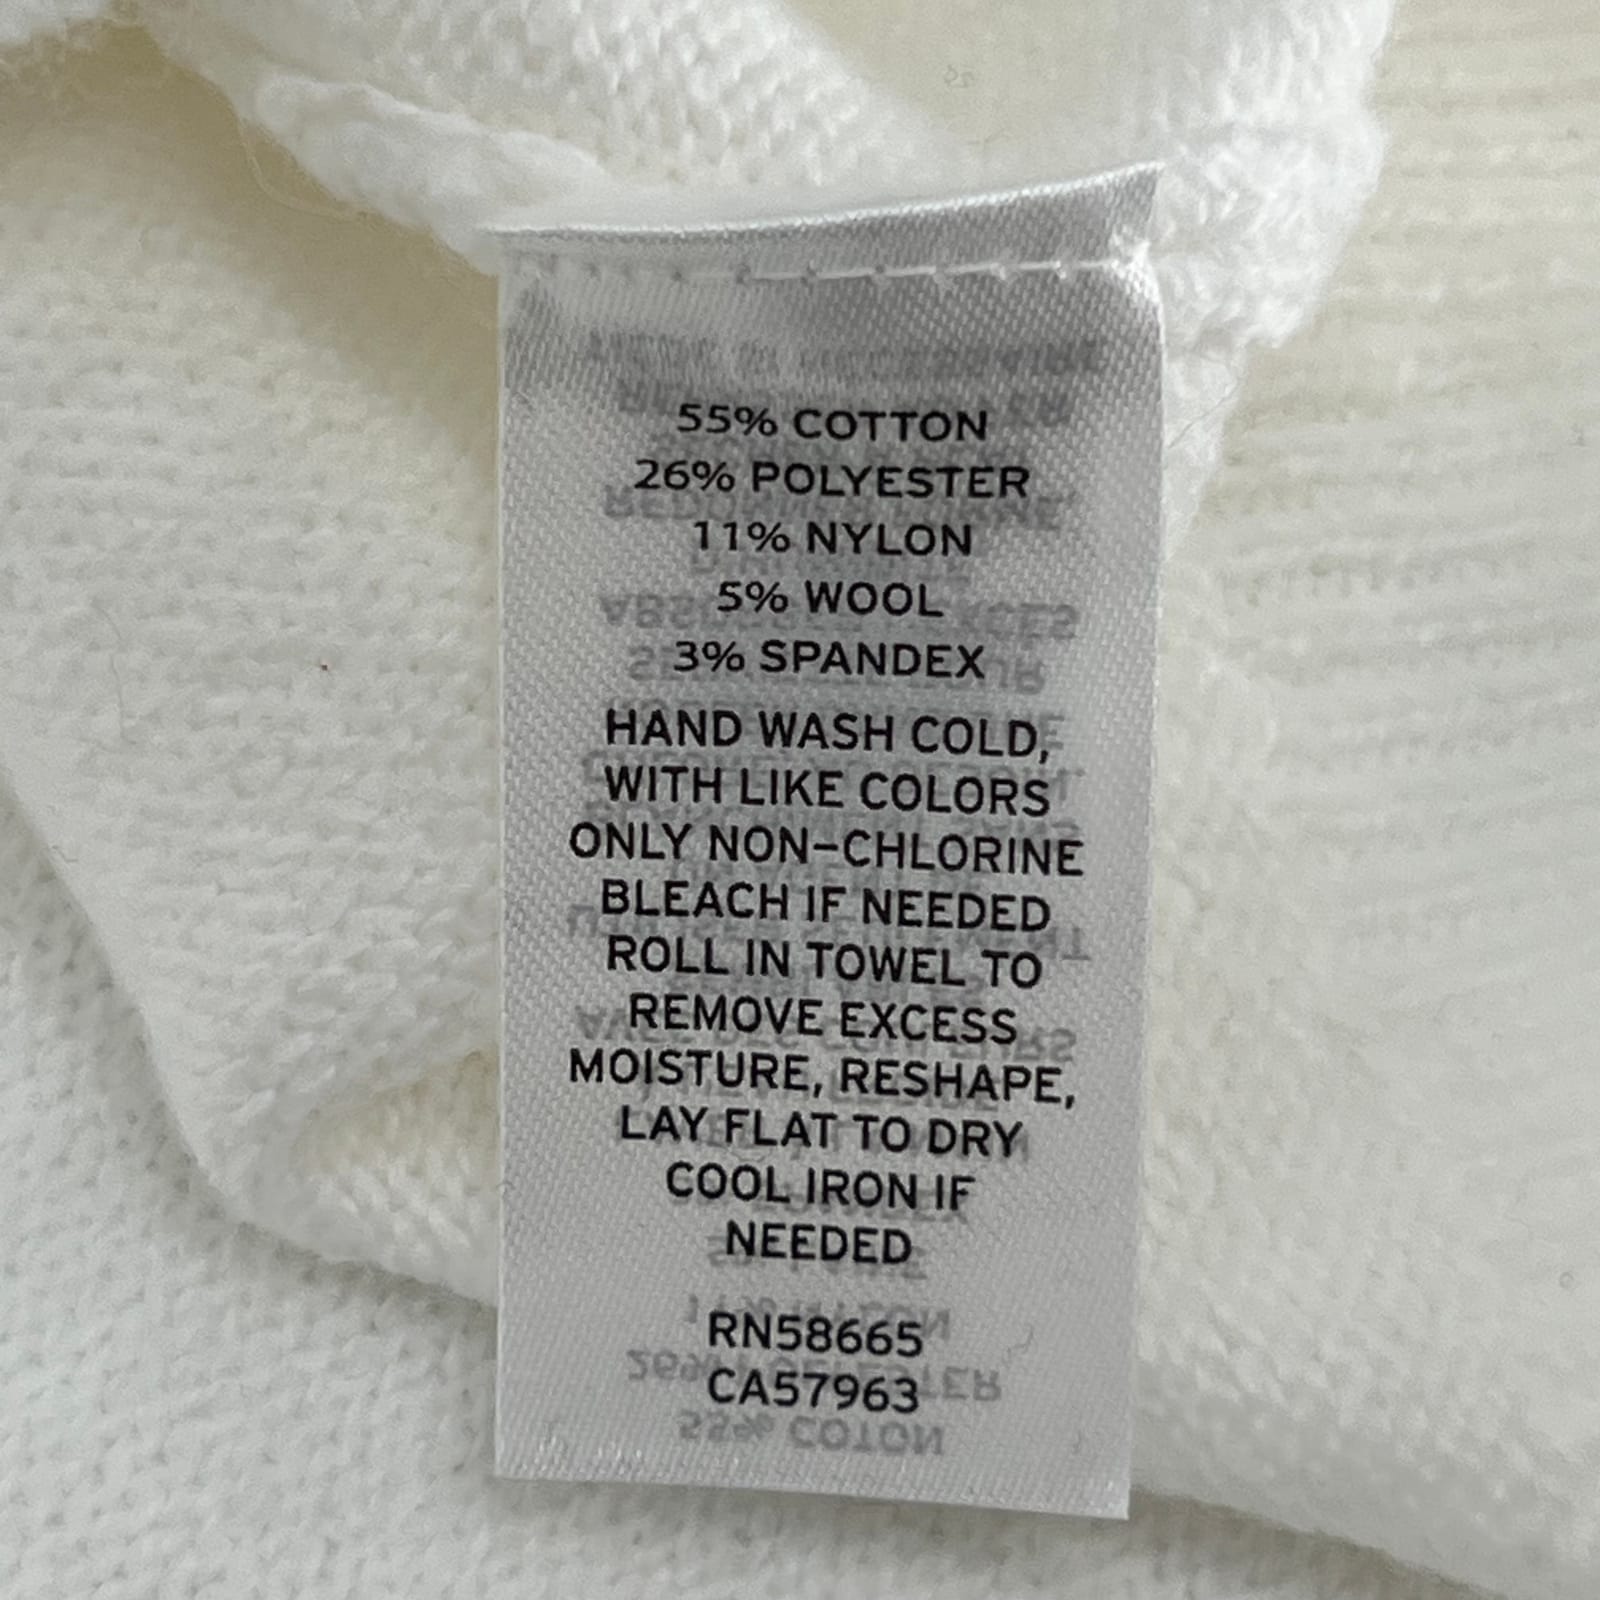 55% COTTON
26% POLYESTER
11% NYLON
5% WOOL
3% SPANDEX
HAND WASH COLD,
WITH LIKE COLORS
ONLY NON-CHLORINE
BLEACH IF NEEDED
ROLL IN TOWEL TO
REMOVE EXCESS
MOISTURE, RESHAPE,
LAY FLAT TO DRY
COOL IRON IF
NEEDED
RN58665
CA57963